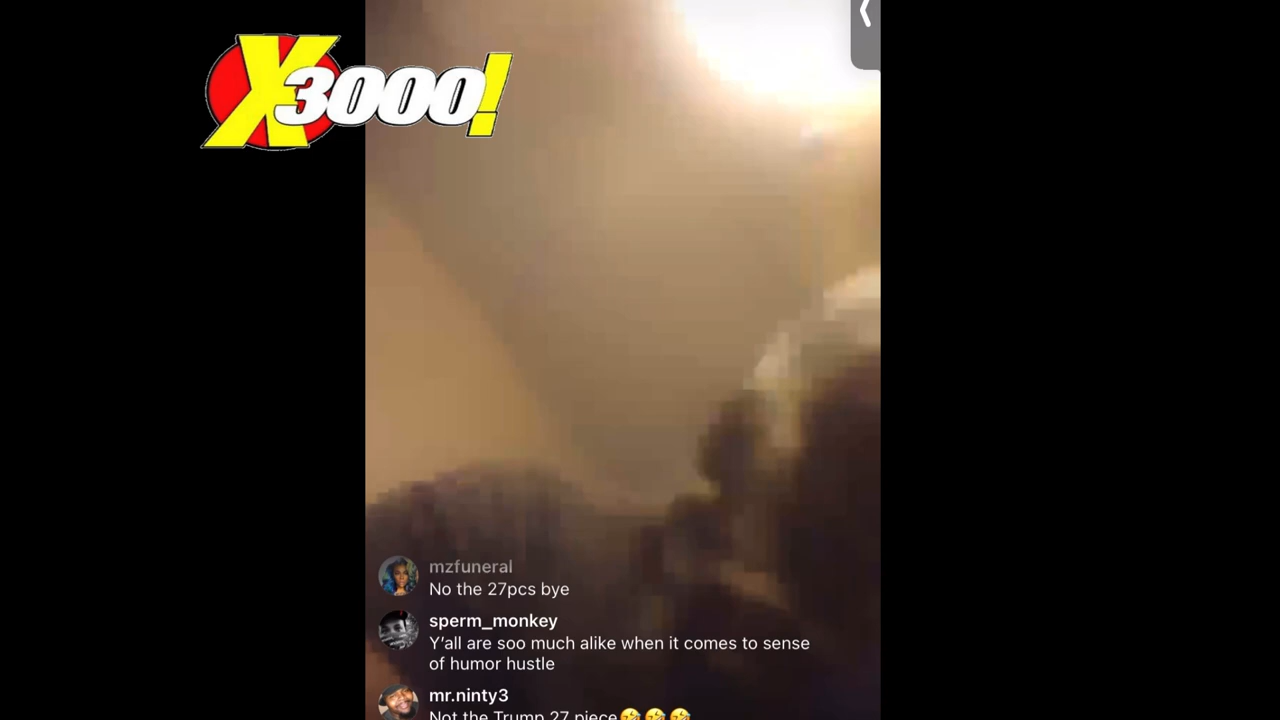 X3000!
mzfuneral
No the 27pcs bye
sperm_monkey
Y’all are soo much alike when it comes to sense
of humor hustle
mr.ninty3
Not the Trump 27 piece🤣🤣🤣